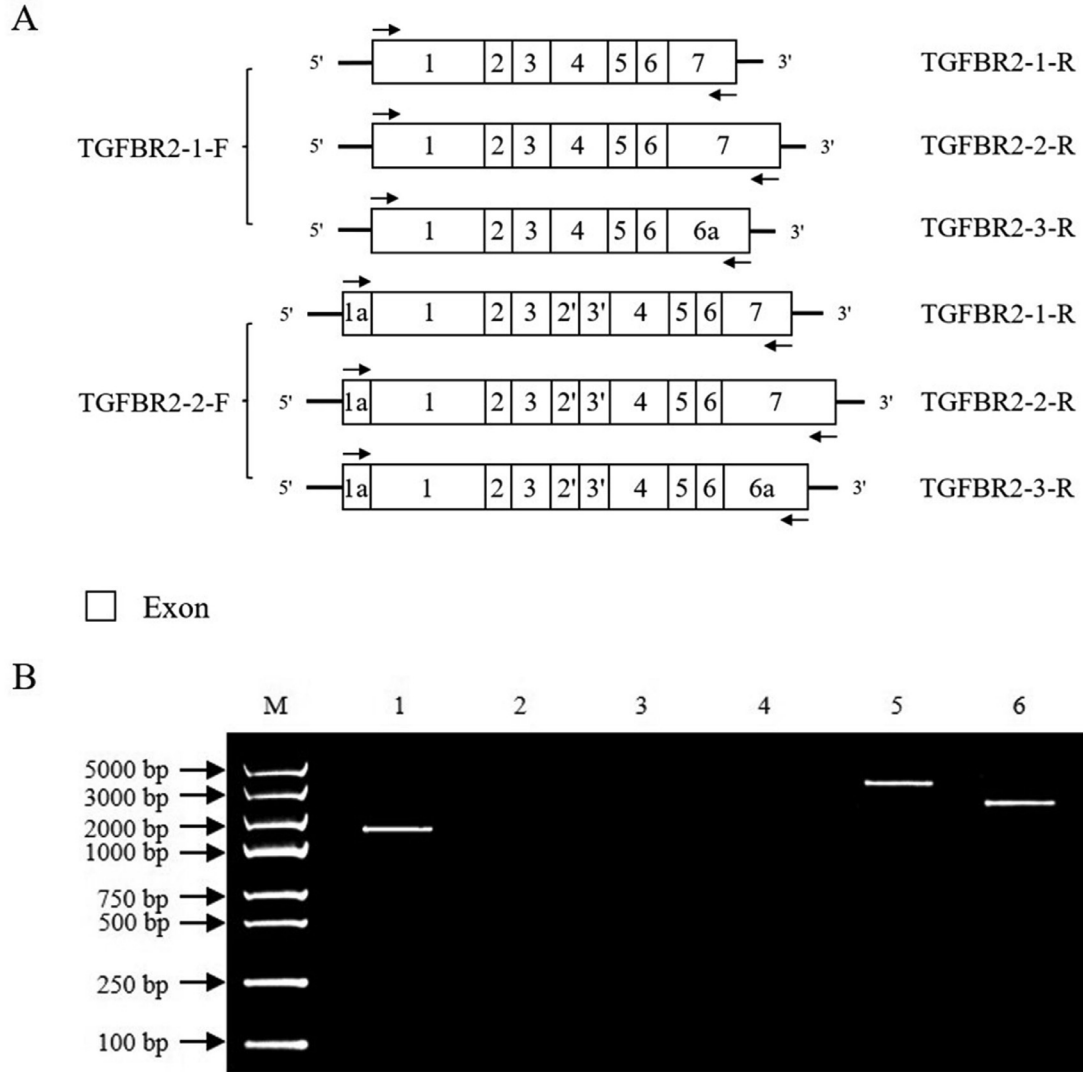 A
5' 1 2 3 4 5 6 7 3' TGFBR2-1-R
TGFBR2-1-F
5' 1 2 3 4 5 6 7 3' TGFBR2-2-R
5' 1 2 3 4 5 6 6a 3' TGFBR2-3-R
5' 1a 1 2 3 2' 3' 4 5 6 7 3' TGFBR2-1-R
TGFBR2-2-F
5' 1a 1 2 3 2' 3' 4 5 6 7 3' TGFBR2-2-R
5' 1a 1 2 3 2' 3' 4 5 6 6a 3' TGFBR2-3-R
Exon
B
M 1 2 3 4 5 6
5000 bp
3000 bp
2000 bp
1000 bp
750 bp
500 bp
250 bp
100 bp